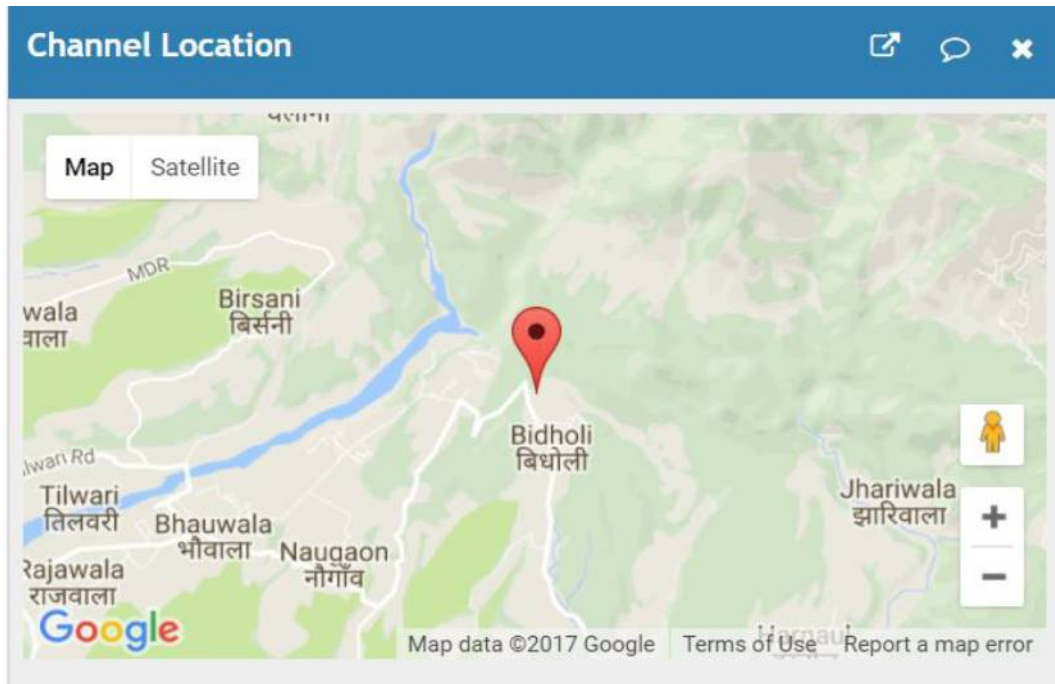 Channel Location
Map Satellite
MDR
Birsani
बिर्सनी
wala
वाला
Bidholi
बिधोली
lwari Rd
Tilwari
तिलवरी
Bhauwala
भौवाला
Naugaon
नौगाँव
Jhariwala
झारिवाला
Rajawala
राजवाला
Google
Map data ©2017 Google Terms of Use Report a map error